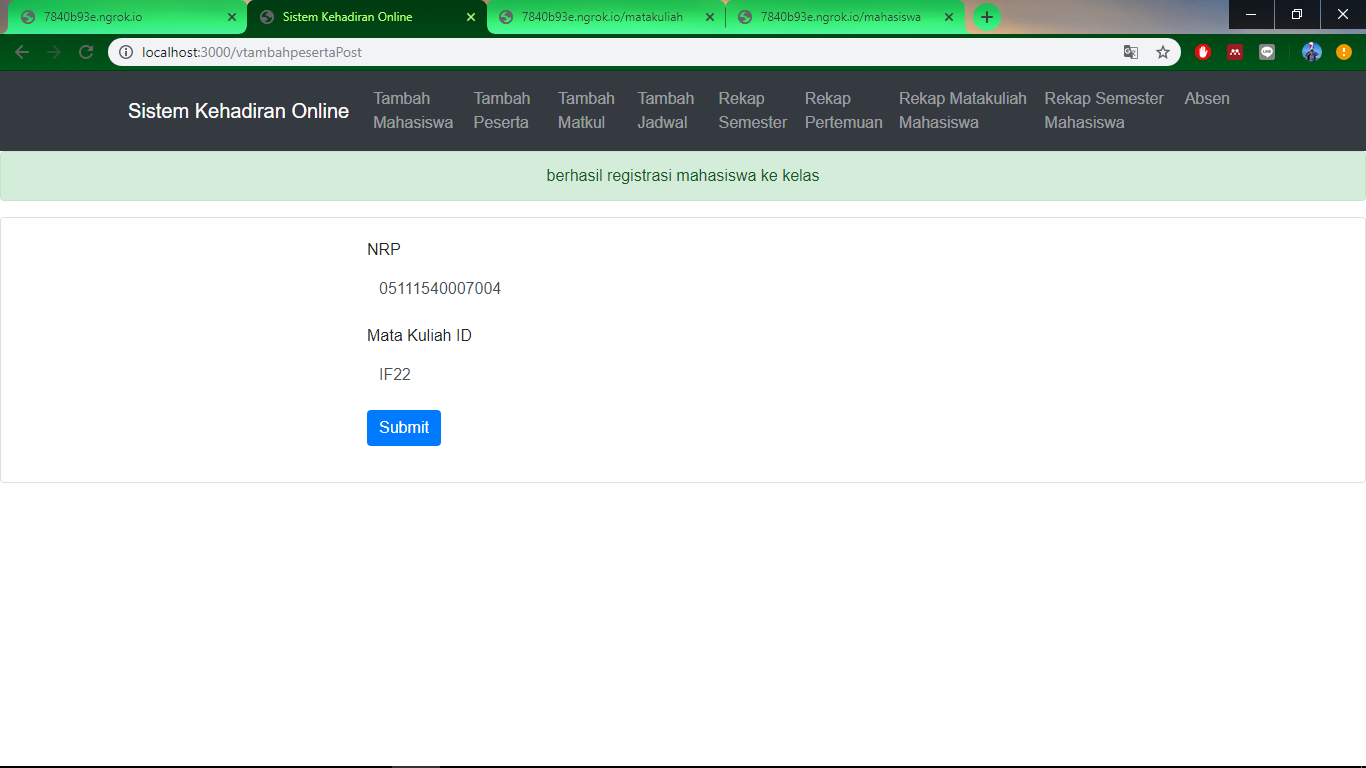 7840b93e.ngrok.io
Sistem Kehadiran Online
7840b93e.ngrok.io/matakuliah
7840b93e.ngrok.io/mahasiswa
localhost:3000/vtambahpesertaPost
Sistem Kehadiran Online
Tambah
Mahasiswa
Tambah
Peserta
Tambah
Matkul
Tambah
Jadwal
Rekap
Semester
Rekap
Pertemuan
Rekap Matakuliah
Mahasiswa
Rekap Semester
Mahasiswa
Absen
berhasil registrasi mahasiswa ke kelas
NRP
05111540007004
Mata Kuliah ID
IF22
Submit